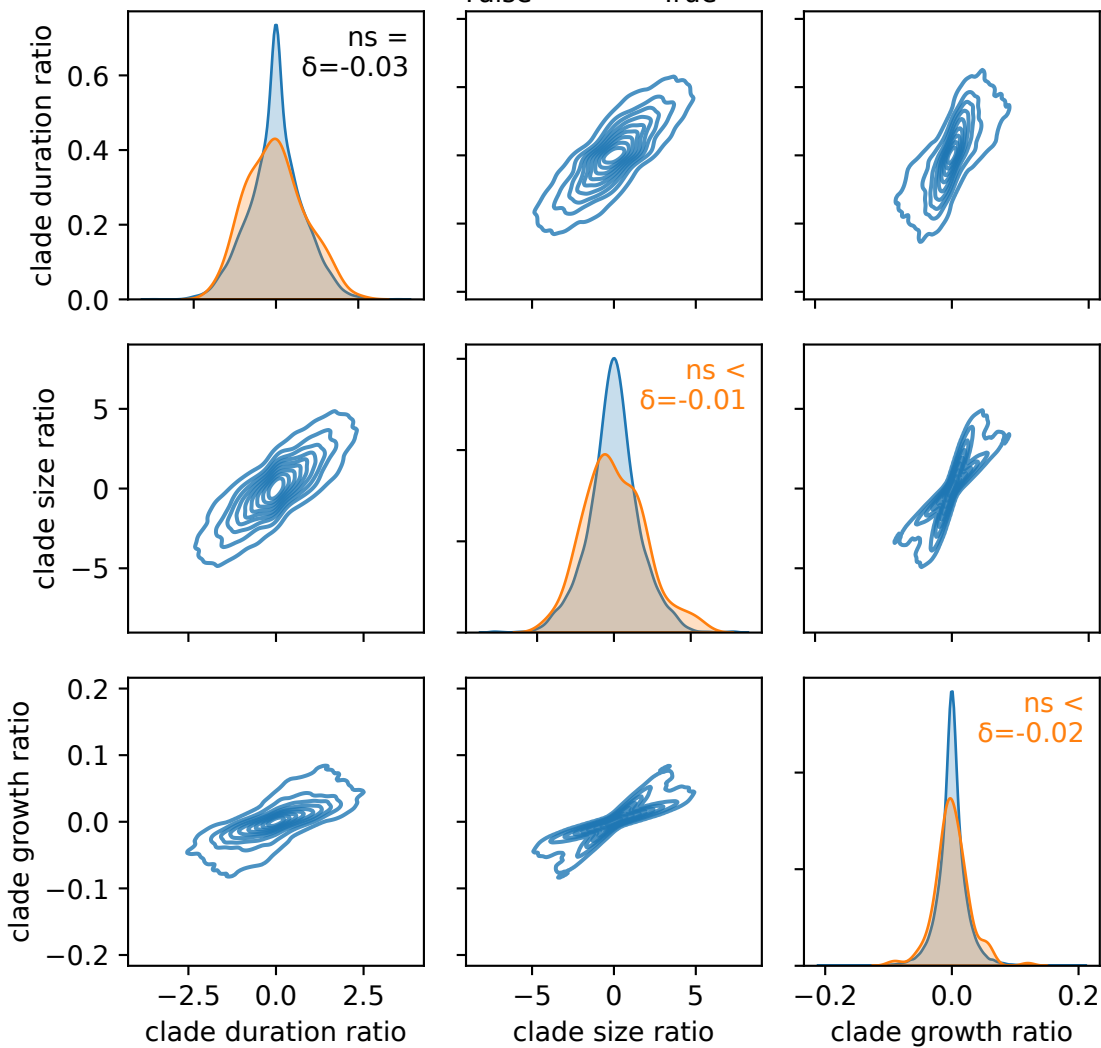 clade duration ratio
0.6
0.4
0.2
0.0
ns =
δ=-0.03
clade size ratio
5
0
−5
ns <
δ=-0.01
clade growth ratio
0.2
0.1
0.0
−0.1
−0.2
ns <
δ=-0.02
−2.5
0.0
2.5
−5
0
5
−0.2
0.0
0.2
clade duration ratio
clade size ratio
clade growth ratio